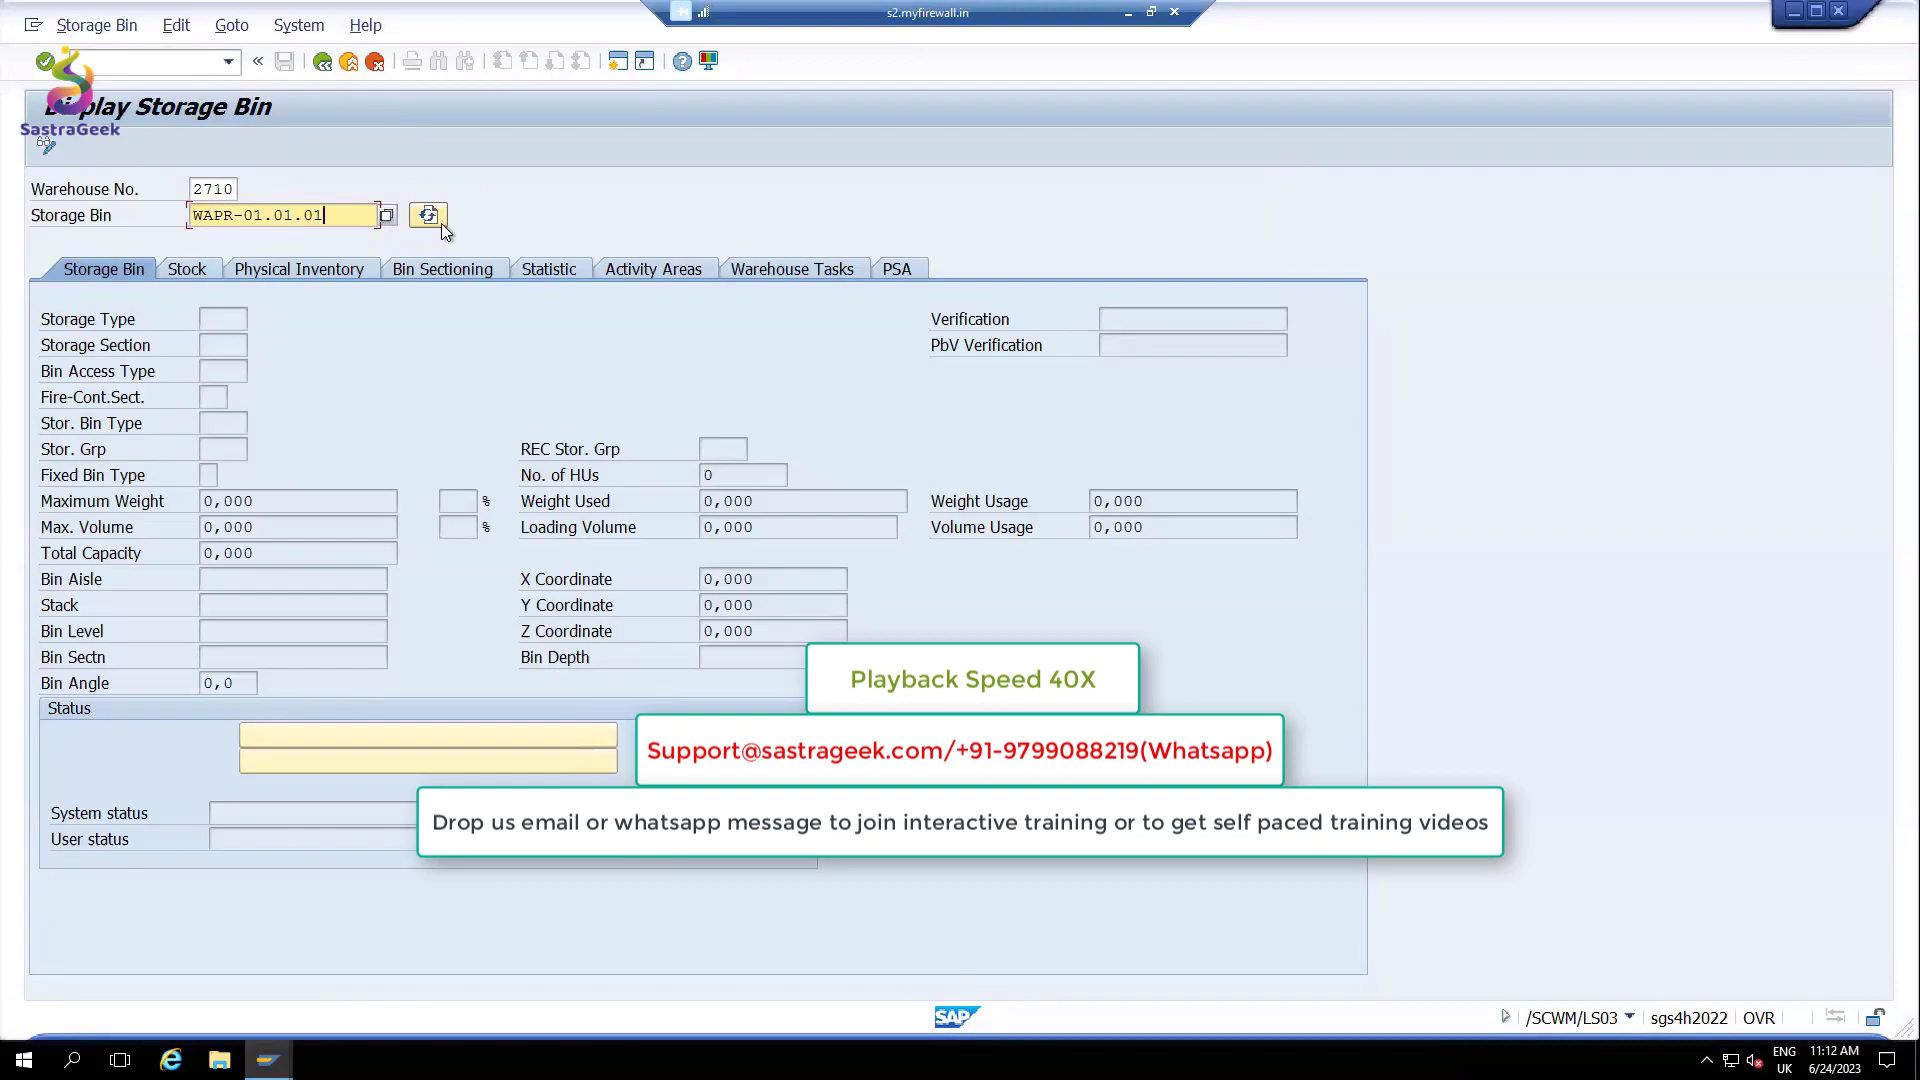 Storage Bin Edit Goto System Help
s2.myfirewall.in
SastraGeek
Display Storage Bin
Warehouse No. 2710
Storage Bin WAPR-01.01.01
Storage Bin Stock Physical Inventory Bin Sectioning Statistic Activity Areas Warehouse Tasks PSA
Storage Type Verification
Storage Section PbV Verification
Bin Access Type
Fire-Cont.Sect.
Stor. Bin Type
Stor. Grp REC Stor. Grp
Fixed Bin Type No. of HUs 0
Maximum Weight 0,000 % Weight Used 0,000 Weight Usage 0,000
Max. Volume 0,000 % Loading Volume 0,000 Volume Usage 0,000
Total Capacity 0,000
Bin Aisle X Coordinate 0,000
Stack Y Coordinate 0,000
Bin Level Z Coordinate 0,000
Bin Sectn Bin Depth
Bin Angle 0,0
Playback Speed 40X
Status
Support@sastrageek.com/+91-9799088219(Whatsapp)
System status
Drop us email or whatsapp message to join interactive training or to get self paced training videos
User status
SAP
/SCWM/LS03 sgs4h2022 OVR
ENG 11:12 AM
UK 6/24/2023